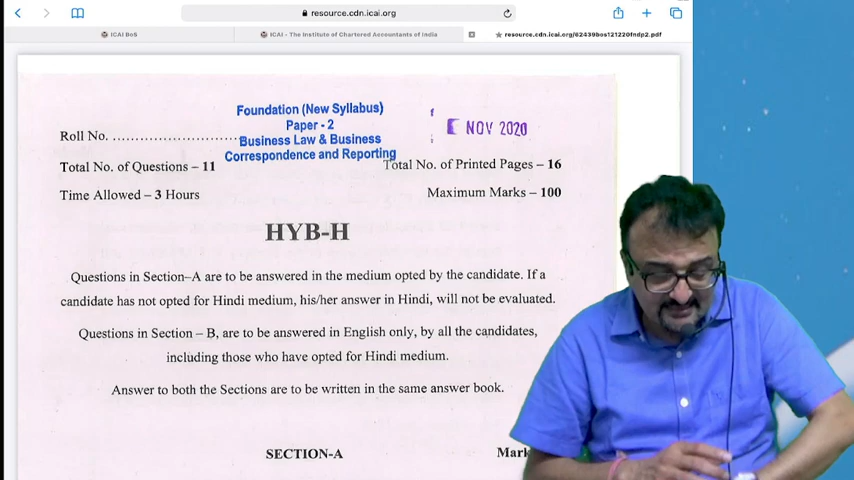 resource.cdn.icai.org
ICAI BoS
ICAI - The Institute of Chartered Accountants of India
resource.cdn.icai.org/62439bos121220fndp2.pdf
Foundation (New Syllabus)
Paper - 2
Business Law & Business
Correspondence and Reporting
NOV 2020
Roll No. ............................
Total No. of Questions – 11
Total No. of Printed Pages – 16
Time Allowed – 3 Hours
Maximum Marks – 100
HYB-H
Questions in Section–A are to be answered in the medium opted by the candidate. If a
candidate has not opted for Hindi medium, his/her answer in Hindi, will not be evaluated.
Questions in Section – B, are to be answered in English only, by all the candidates,
including those who have opted for Hindi medium.
Answer to both the Sections are to be written in the same answer book.
SECTION-A
Mark